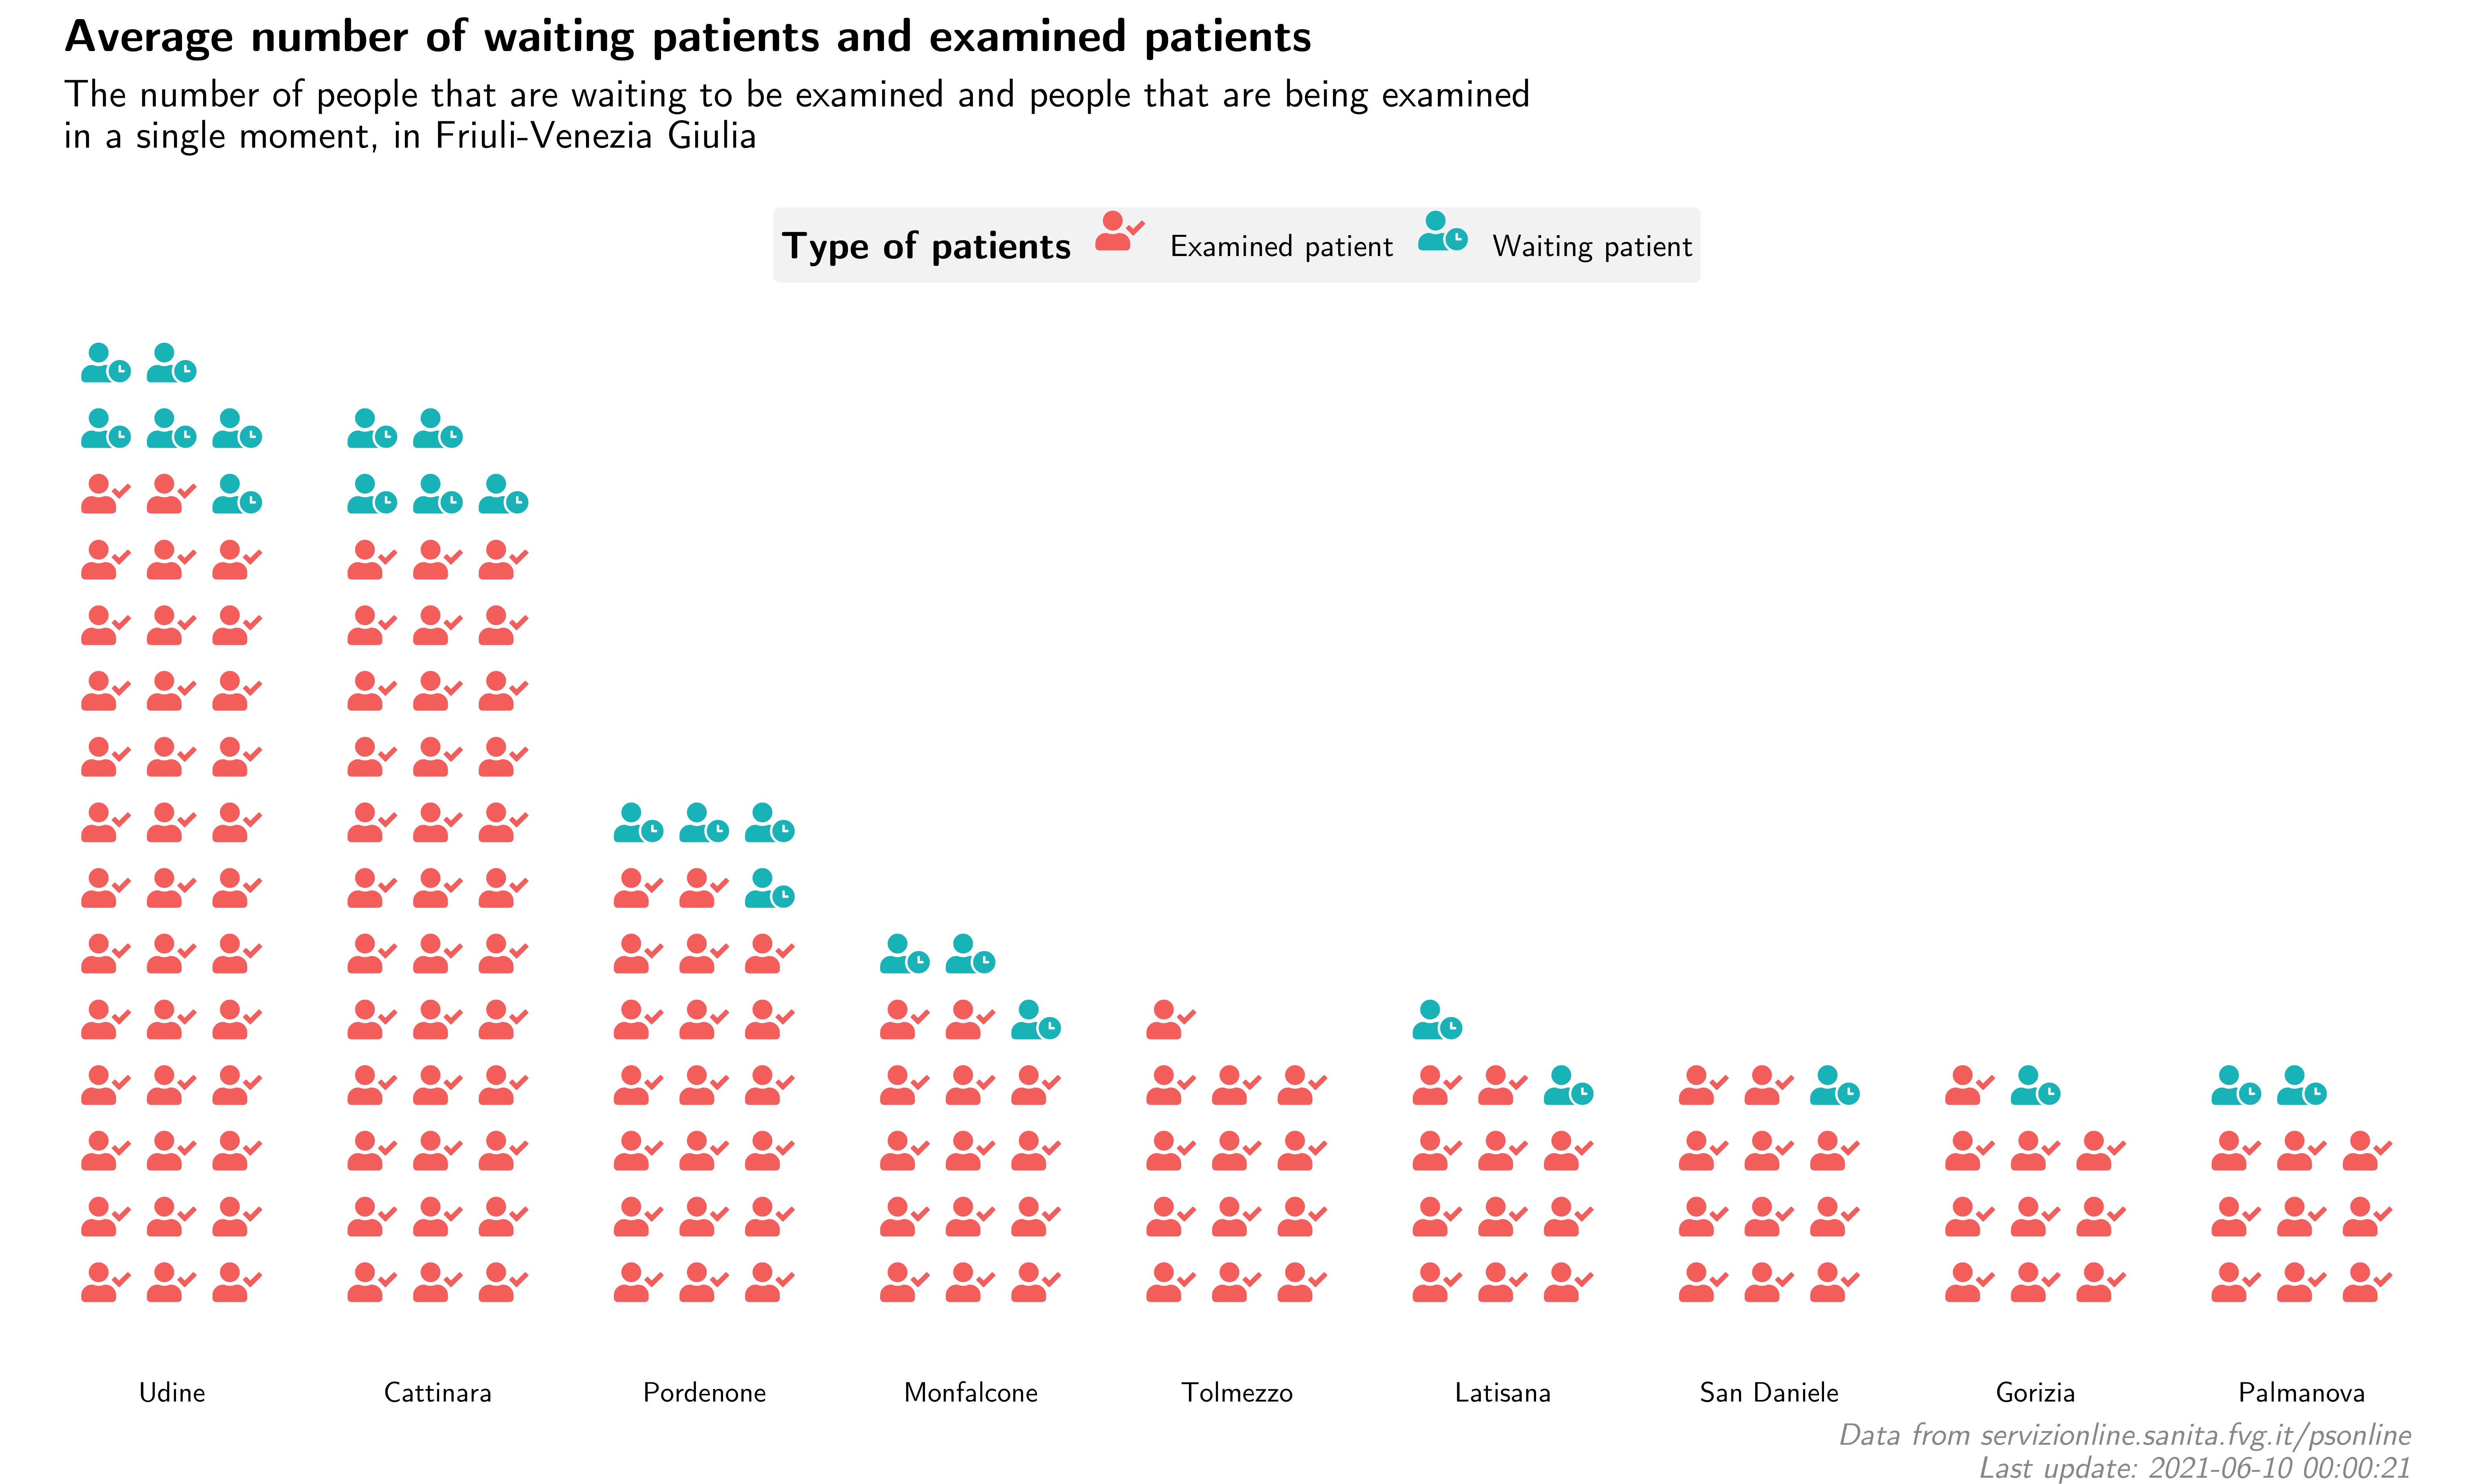 Average number of waiting patients and examined patients
The number of people that are waiting to be examined and people that are being examined
in a single moment, in Friuli-Venezia Giulia
Type of patients Examined patient Waiting patient
Udine Cattinara Pordenone Monfalcone Tolmezzo Latisana San Daniele Gorizia Palmanova
Data from servizionline.sanita.fvg.it/psonline
Last update: 2021-06-10 00:00:21